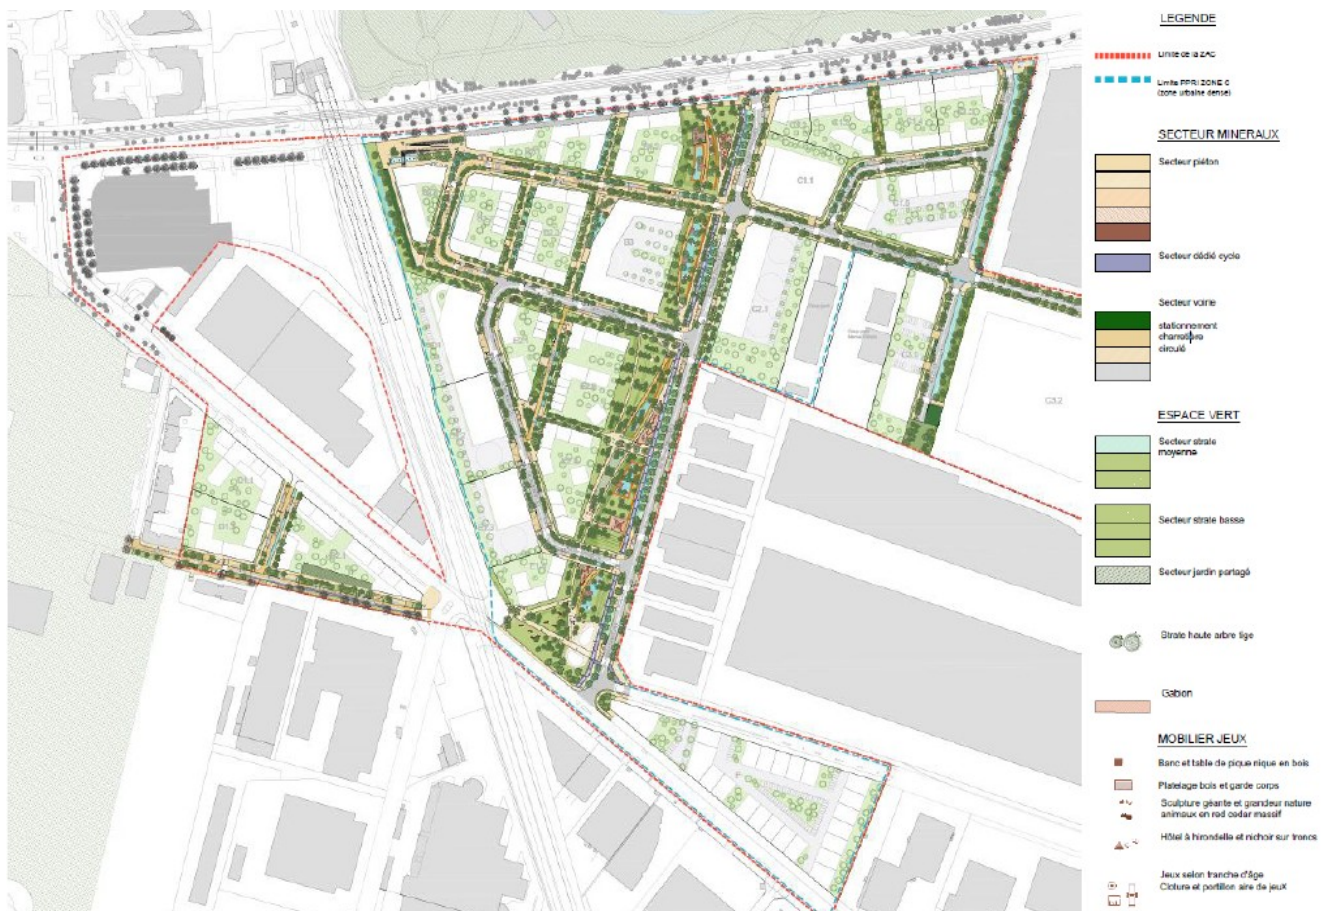 LEGENDE
Limite de la ZAC
Limite PPRI ZONE C
(zone urbaine dense)
SECTEUR MINERAUX
Secteur piéton
Secteur dédié cycle
Secteur voirie
stationnement
charretière
circulé
ESPACE VERT
Secteur strate
moyenne
Secteur strate basse
Secteur jardin partagé
Strate haute arbre tige
Gabion
MOBILIER JEUX
Banc et table de pique nique en bois
Platelage bois et garde corps
Sculpture géante et grandeur nature
animaux en red cedar massif
Hôtel à hirondelle et nichoir sur troncs
Jeux selon tranche d'âge
Cloture et portillon aire de jeuX
C1.1
C2.1
C3.2